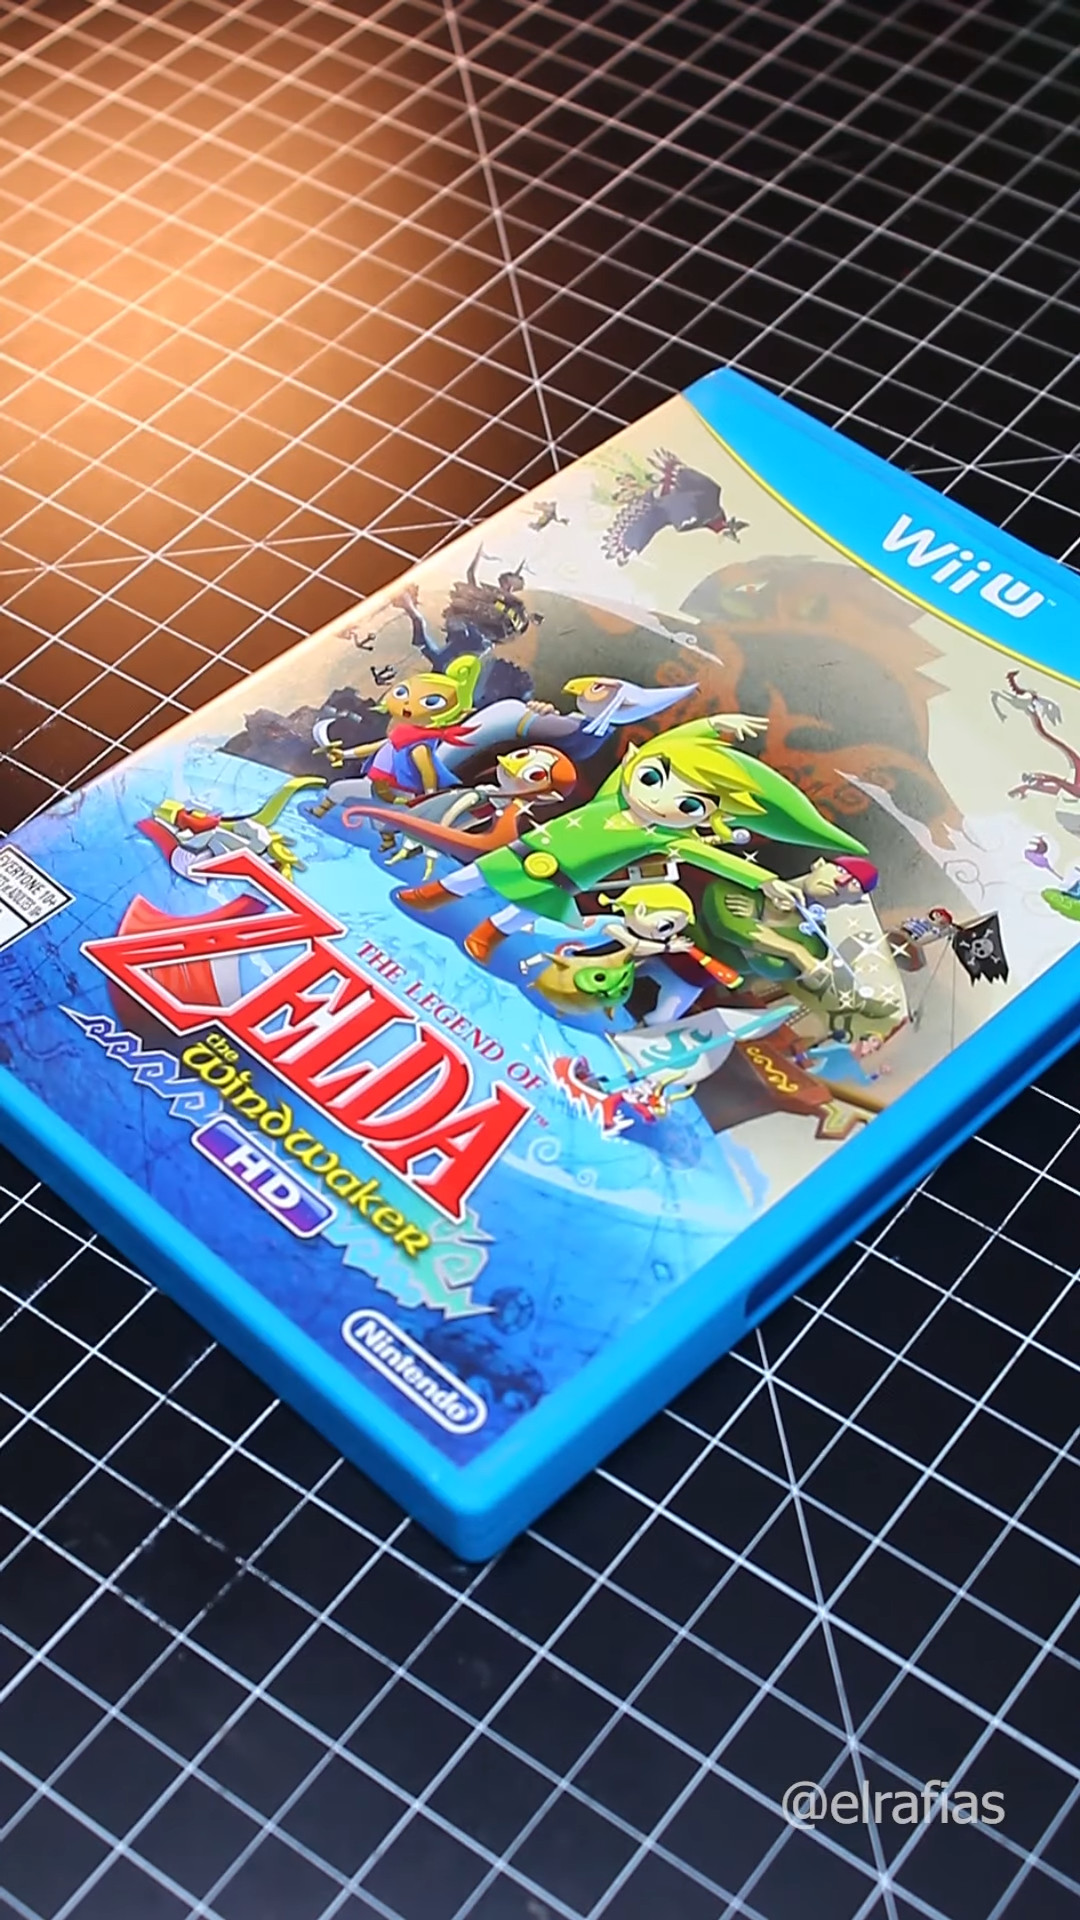 Wii U
EVERYONE 10+
THE LEGEND OF
ZELDA
the
Wind Waker
HD
Nintendo
@elrafias